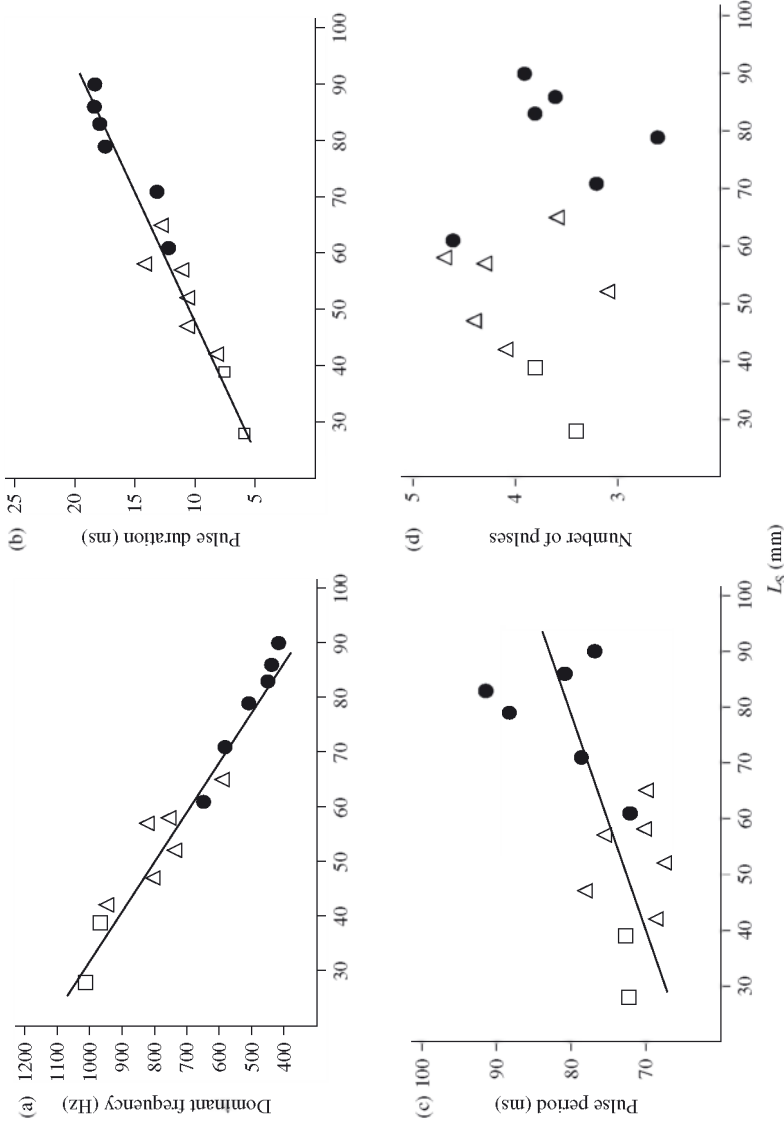 (a)
Dominant frequency (Hz)
1200
1100
1000
900
800
700
600
500
400
30 40 50 60 70 80 90 100
(b)
Pulse duration (ms)
25
20
15
10
5
30 40 50 60 70 80 90 100
(c)
Pulse period (ms)
100
90
80
70
30 40 50 60 70 80 90 100
(d)
Number of pulses
5
4
3
30 40 50 60 70 80 90 100
LS (mm)